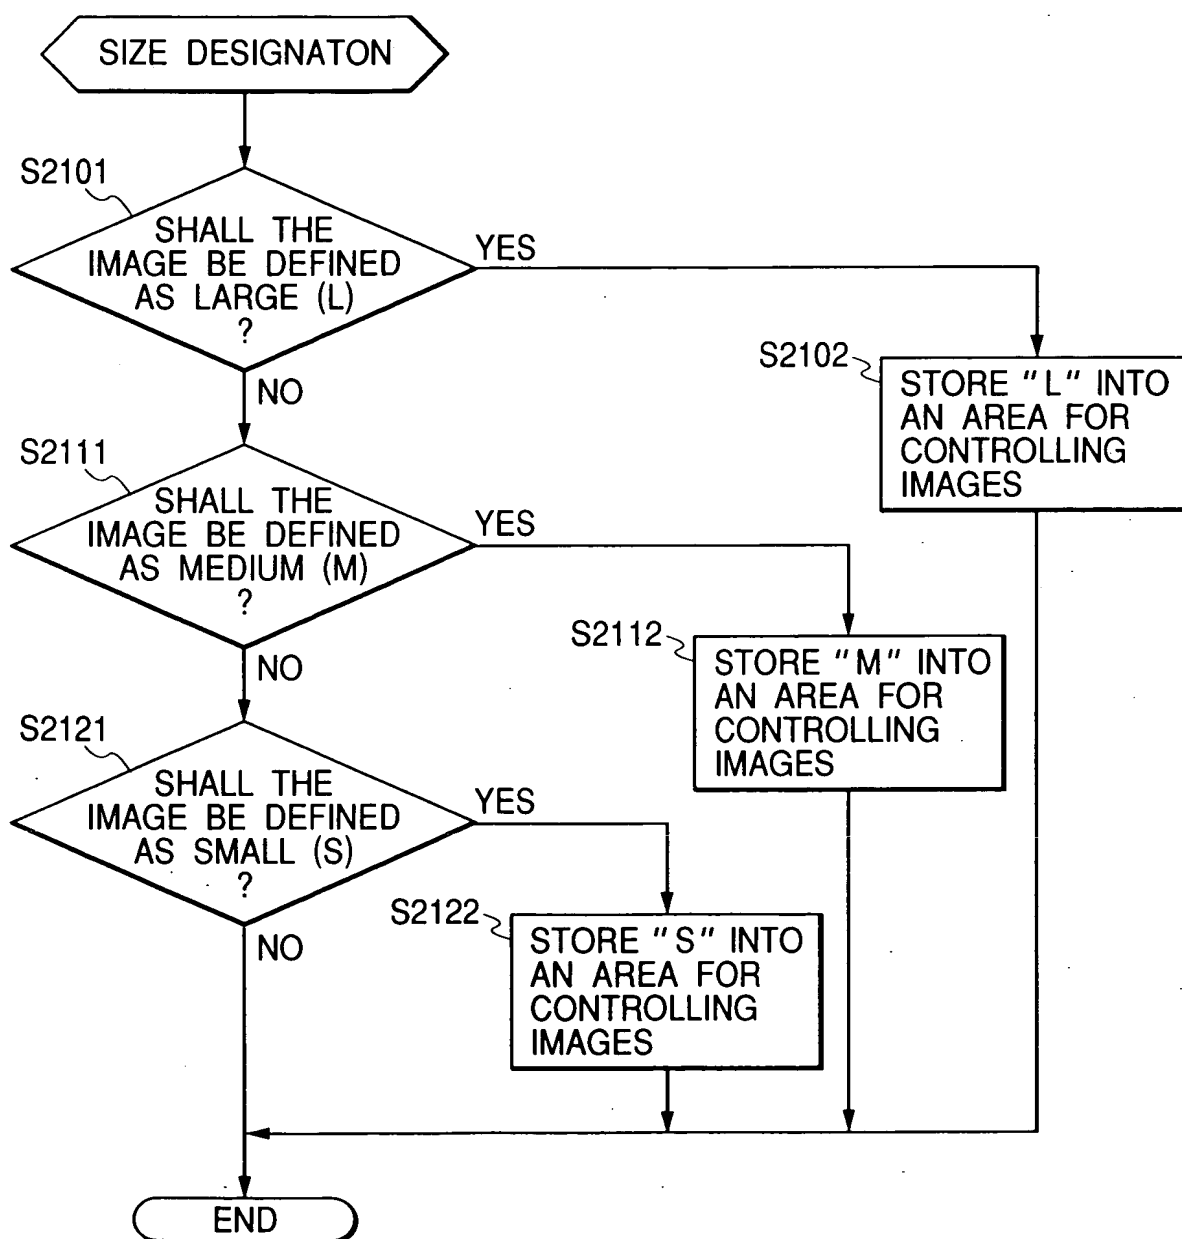 SIZE DESIGNATON
S2101
SHALL THE
IMAGE BE DEFINED
AS LARGE (L)
?
YES
NO
S2102
STORE "L" INTO
AN AREA FOR
CONTROLLING
IMAGES
S2111
SHALL THE
IMAGE BE DEFINED
AS MEDIUM (M)
?
YES
NO
S2112
STORE "M" INTO
AN AREA FOR
CONTROLLING
IMAGES
S2121
SHALL THE
IMAGE BE DEFINED
AS SMALL (S)
?
YES
NO
S2122
STORE "S" INTO
AN AREA FOR
CONTROLLING
IMAGES
END